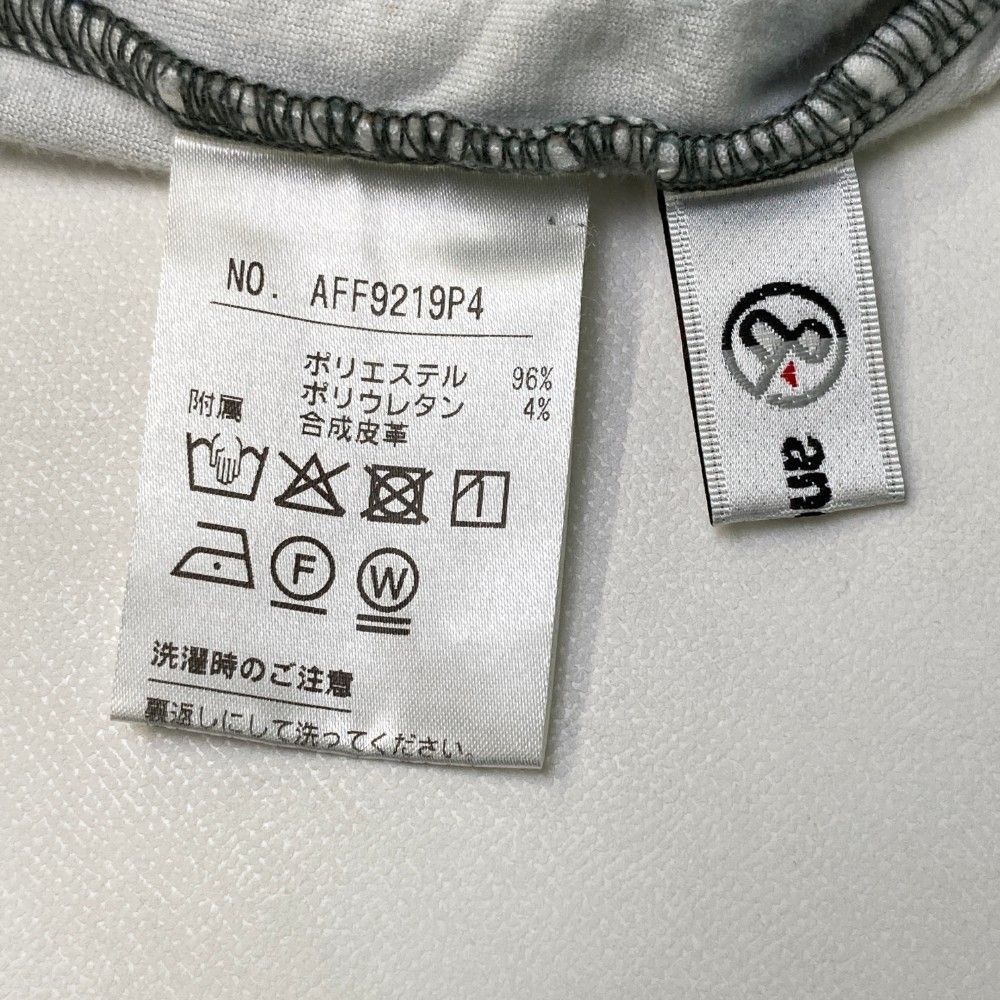 NO. AFF9219P4
ポリエステル 96%
ポリウレタン 4%
附属 合成皮革
1
F W
洗濯時のご注意
裏返しにして洗ってください。
an